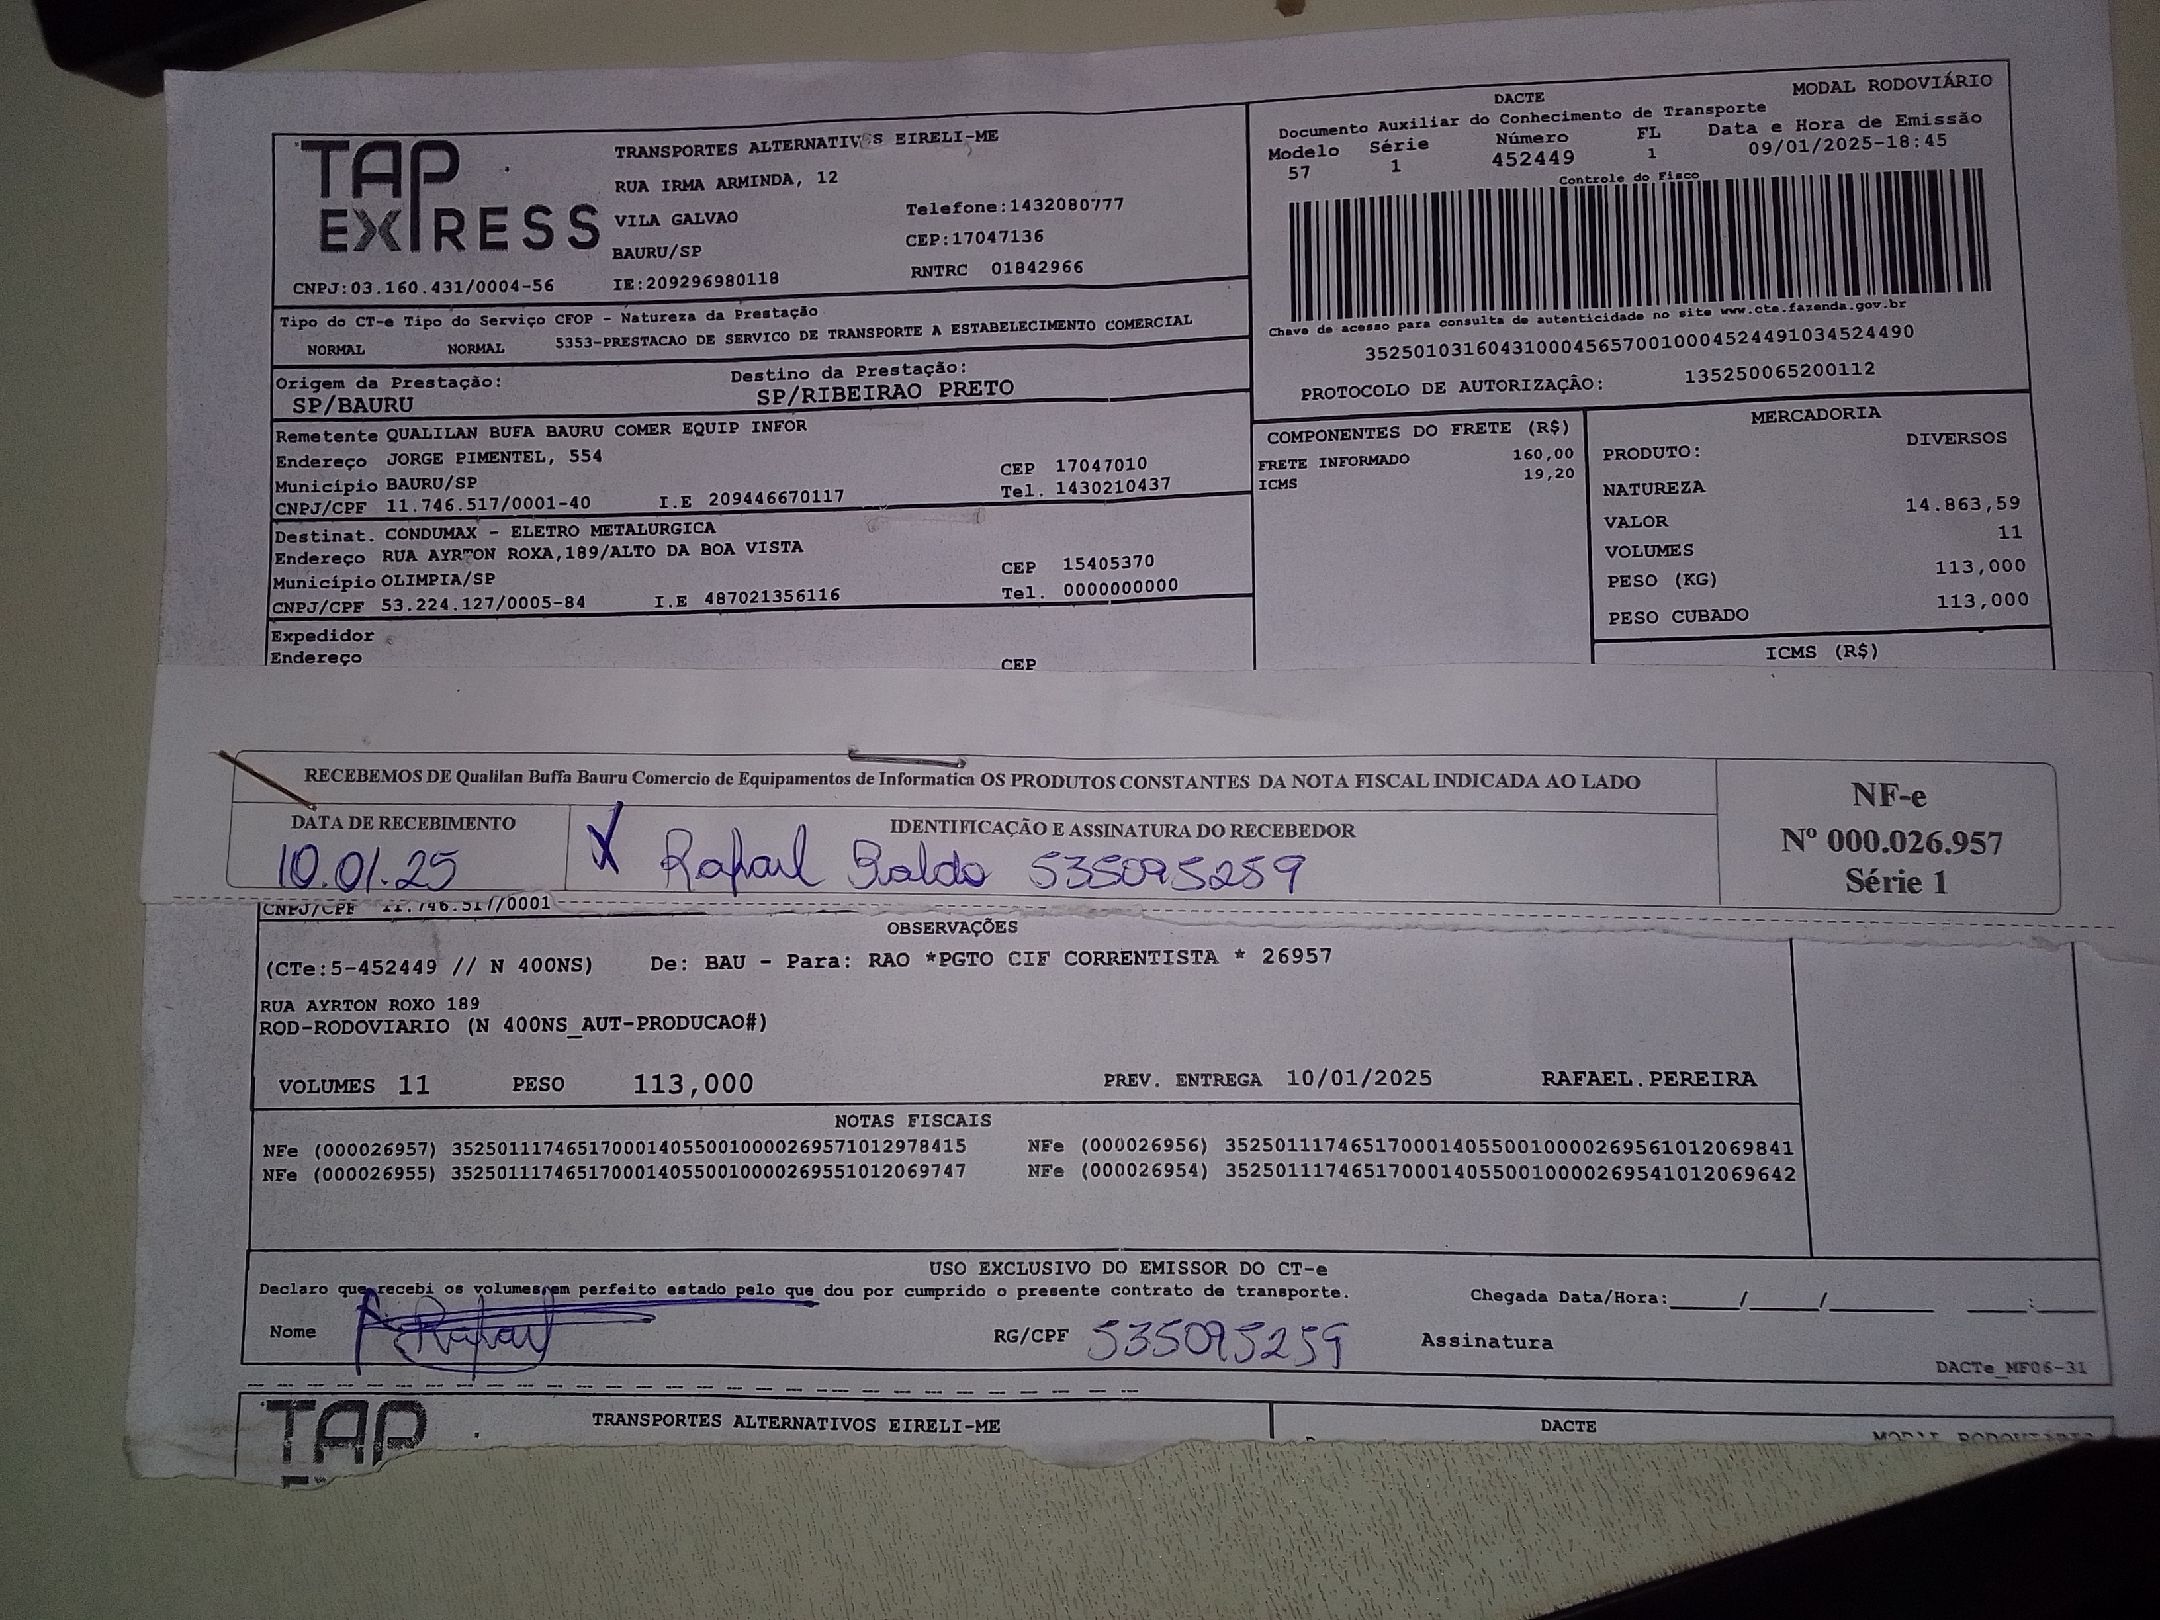 TAP
EXPRESS
TRANSPORTES ALTERNATIVOS EIRELI-ME
RUA IRMA ARMINDA, 12
VILA GALVAO Telefone:1432080777
BAURU/SP CEP:17047136
CNPJ:03.160.431/0004-56 IE:209296980118 RNTRC 01842966
DACTE MODAL RODOVIÁRIO
Documento Auxiliar do Conhecimento de Transporte
Modelo Série Número FL Data e Hora de Emissão
57 1 452449 1 09/01/2025-18:45
Controle do Fisco
Chave de acesso para consulta de autenticidade no site www.cte.fazenda.gov.br
35250103160431000456570010004524491034524490
PROTOCOLO DE AUTORIZAÇÃO: 135250065200112
Tipo do CT-e Tipo do Serviço CFOP - Natureza da Prestação
NORMAL NORMAL 5353-PRESTACAO DE SERVICO DE TRANSPORTE A ESTABELECIMENTO COMERCIAL
Origem da Prestação: Destino da Prestação:
SP/BAURU SP/RIBEIRAO PRETO
Remetente QUALILAN BUFA BAURU COMER EQUIP INFOR
Endereço JORGE PIMENTEL, 554 CEP 17047010
Município BAURU/SP Tel. 1430210437
CNPJ/CPF 11.746.517/0001-40 I.E 209446670117
Destinat. CONDUMAX - ELETRO METALURGICA
Endereço RUA AYRTON ROXA,189/ALTO DA BOA VISTA CEP 15405370
Município OLIMPIA/SP Tel. 0000000000
CNPJ/CPF 53.224.127/0005-84 I.E 487021356116
Expedidor
Endereço CEP
COMPONENTES DO FRETE (R$)
FRETE INFORMADO 160,00
ICMS 19,20
MERCADORIA
PRODUTO: DIVERSOS
NATUREZA
VALOR 14.863,59
VOLUMES 11
PESO (KG) 113,000
PESO CUBADO 113,000
ICMS (R$)
RECEBEMOS DE Qualilan Buffa Bauru Comercio de Equipamentos de Informatica OS PRODUTOS CONSTANTES DA NOTA FISCAL INDICADA AO LADO
DATA DE RECEBIMENTO IDENTIFICAÇÃO E ASSINATURA DO RECEBEDOR
10.01.25 X Rafael 535095259
NF-e
Nº 000.026.957
Série 1
CNPJ/CPF 11.746.517/0001
OBSERVAÇÕES
(CTe:5-452449 // N 400NS) De: BAU - Para: RAO *PGTO CIF CORRENTISTA * 26957
RUA AYRTON ROXO 189
ROD-RODOVIARIO (N 400NS_AUT-PRODUCAO#)
VOLUMES 11 PESO 113,000 PREV. ENTREGA 10/01/2025 RAFAEL.PEREIRA
NOTAS FISCAIS
NFe (000026957) 35250111746517000140550010000269571012978415 NFe (000026956) 35250111746517000140550010000269561012069841
NFe (000026955) 35250111746517000140550010000269551012069747 NFe (000026954) 35250111746517000140550010000269541012069642
USO EXCLUSIVO DO EMISSOR DO CT-e
Declaro que recebi os volumes em perfeito estado pelo que dou por cumprido o presente contrato de transporte. Chegada Data/Hora:____/____/____ ___:___
Nome Rafael RG/CPF 535095259 Assinatura
DACTe_MF06-31
TAP
TRANSPORTES ALTERNATIVOS EIRELI-ME DACTE MODAL RODOVIÁRIO